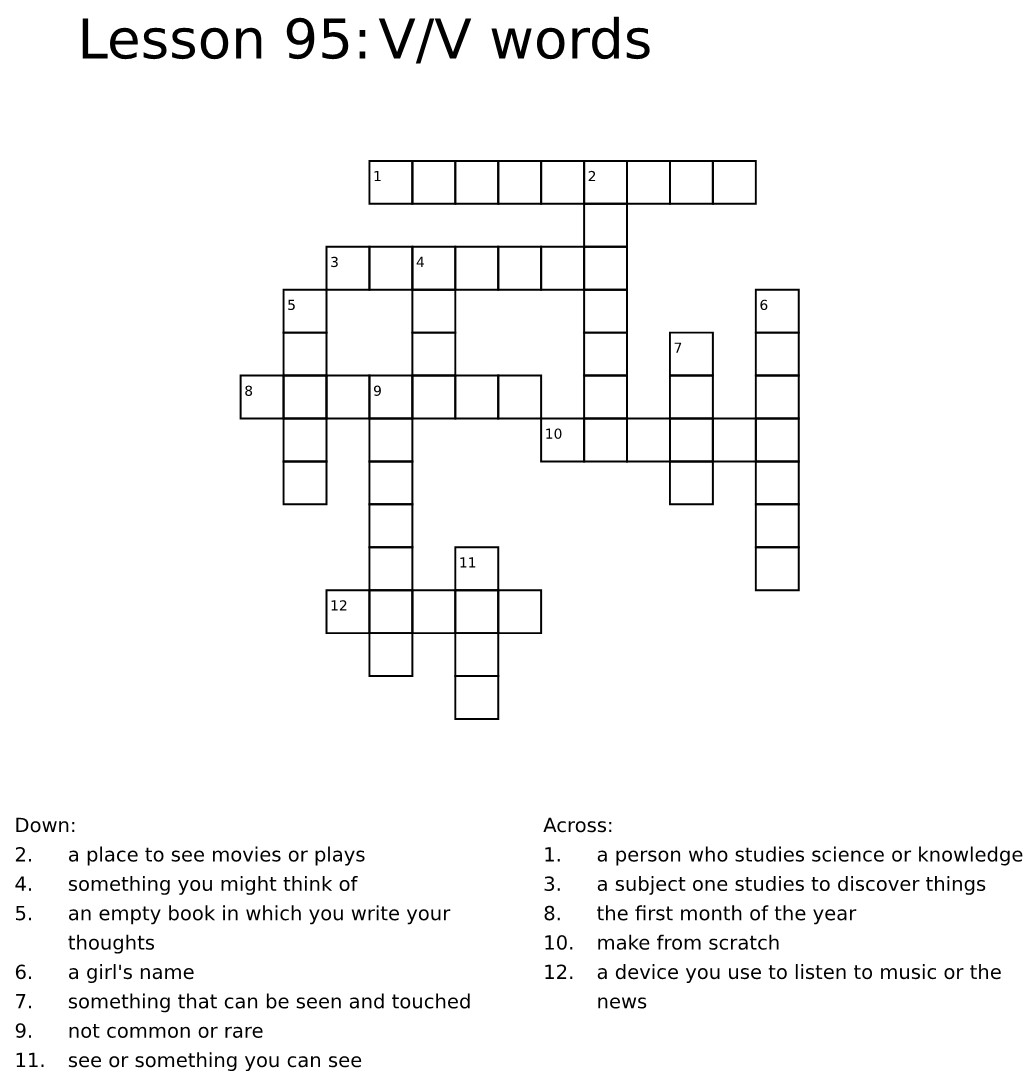 Lesson 95: V/V words
1
2
3
4
5
6
7
8
9
10
11
12
Down:
2. a place to see movies or plays
4. something you might think of
5. an empty book in which you write your
thoughts
6. a girl's name
7. something that can be seen and touched
9. not common or rare
11. see or something you can see
Across:
1. a person who studies science or knowledge
3. a subject one studies to discover things
8. the first month of the year
10. make from scratch
12. a device you use to listen to music or the
news